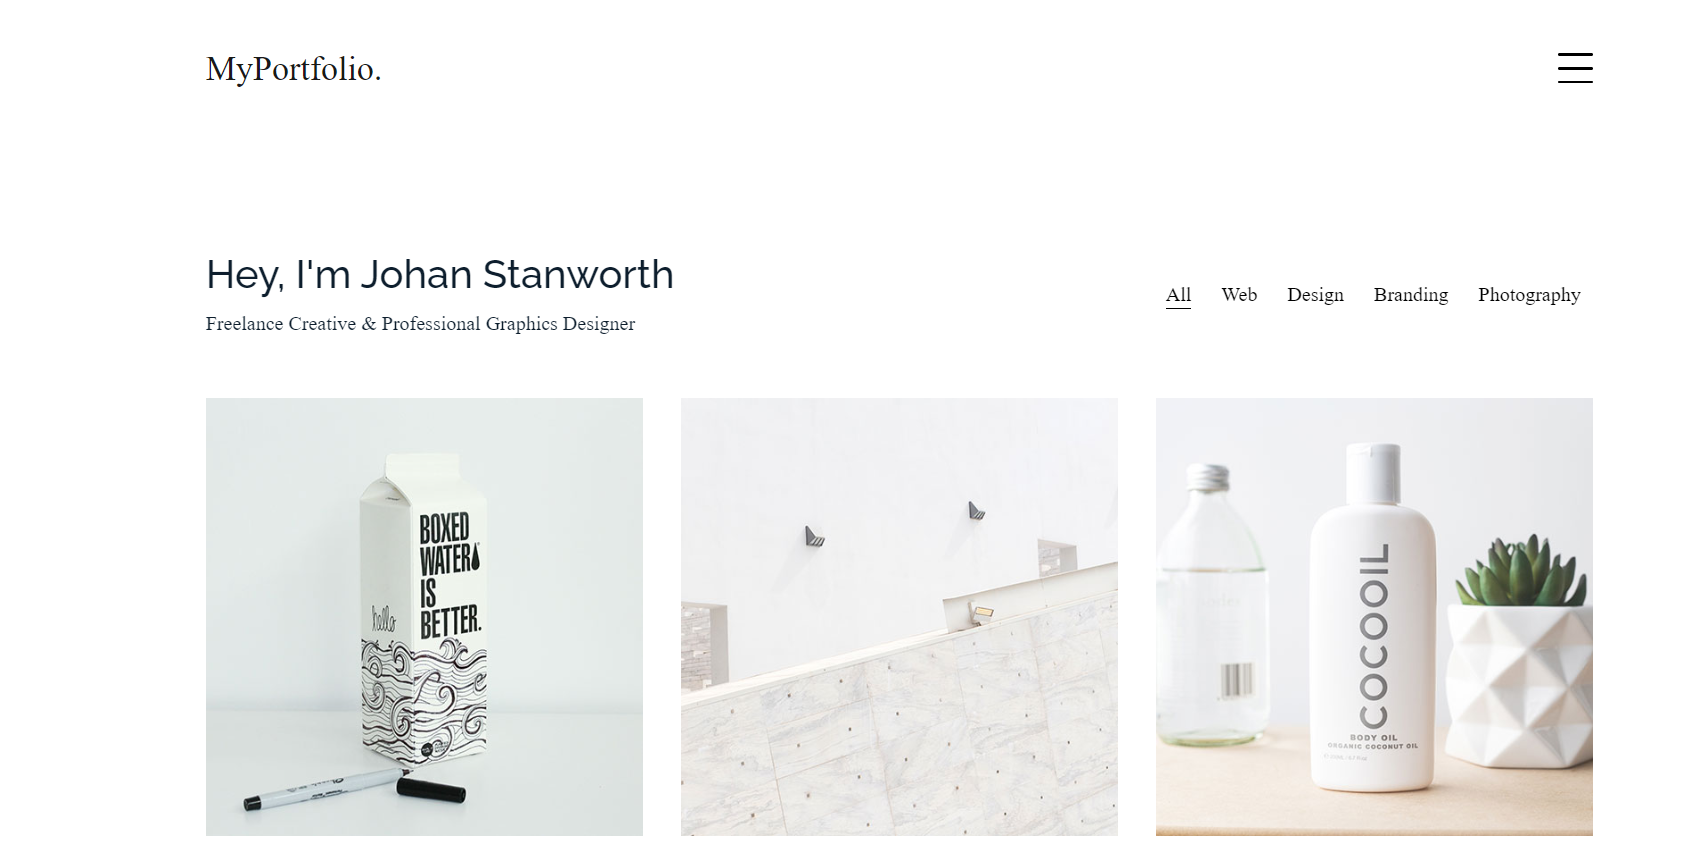 MyPortfolio.
Hey, I'm Johan Stanworth
Freelance Creative & Professional Graphics Designer
All Web Design Branding Photography
BOXED
WATER
IS
BETTER.
hello
COCOOIL
BODY OIL
ORGANIC COCONUT OIL